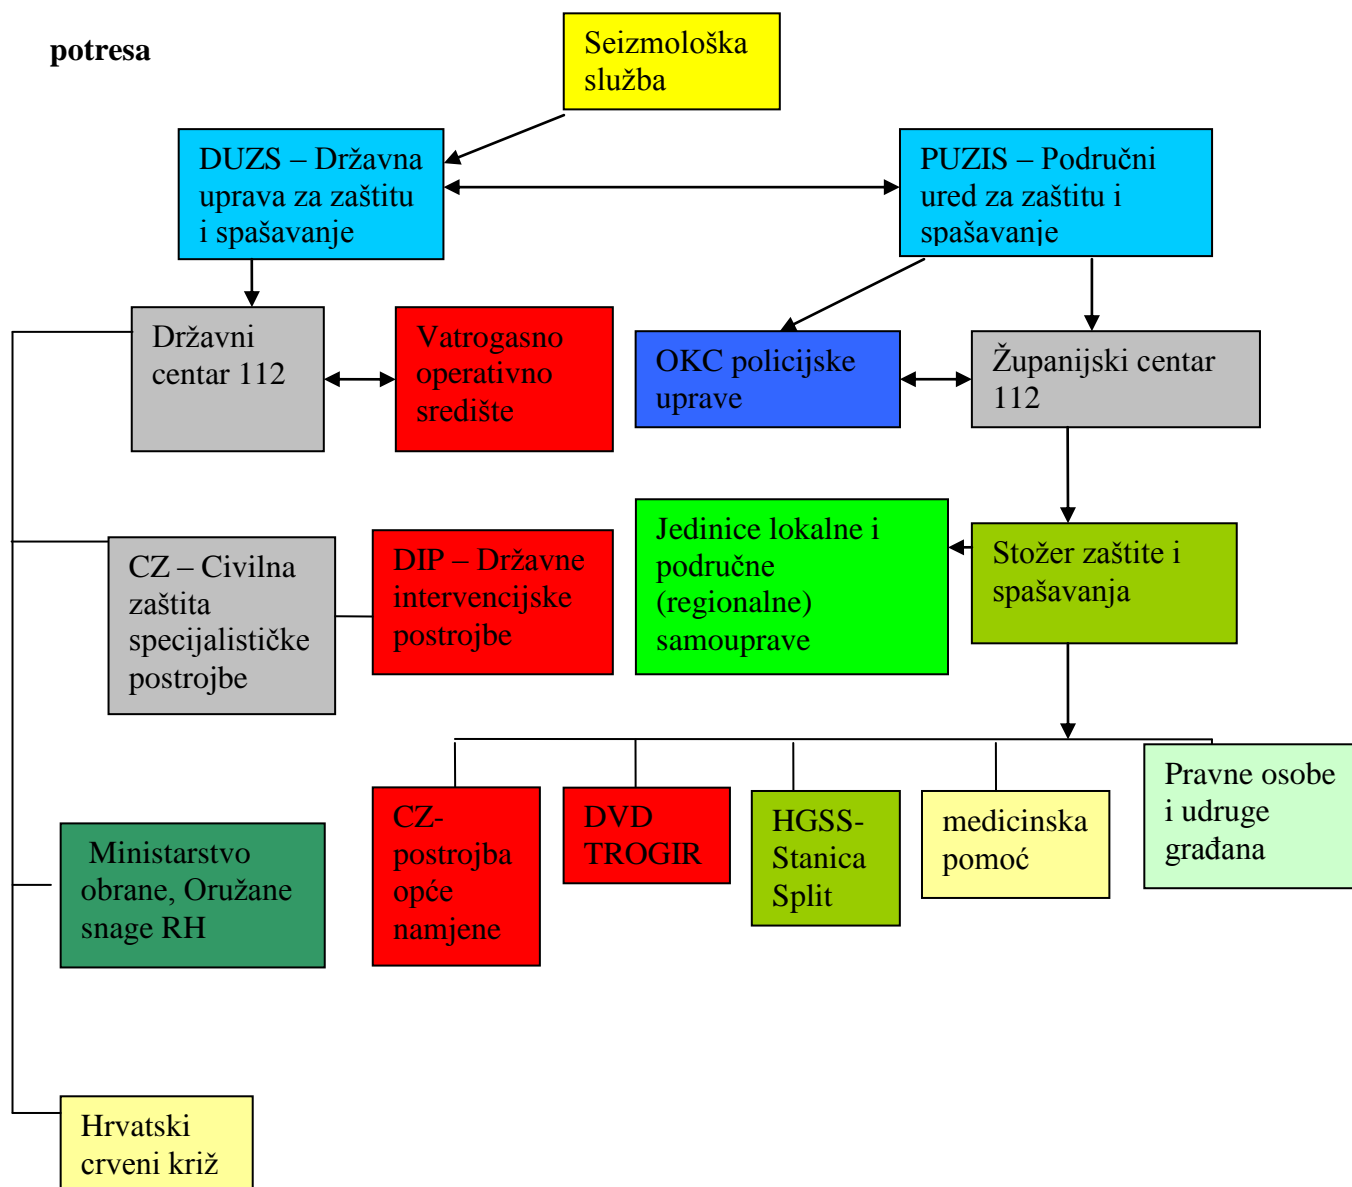 potresa
Seizmološka
služba
DUZS – Državna
uprava za zaštitu
i spašavanje
PUZIS – Područni
ured za zaštitu i
spašavanje
Državni
centar 112
Vatrogasno
operativno
središte
OKC policijske
uprave
Županijski centar
112
CZ – Civilna
zaštita
specijalističke
postrojbe
DIP – Državne
intervencijske
postrojbe
Jedinice lokalne i
područne
(regionalne)
samouprave
Stožer zaštite i
spašavanja
Ministarstvo
obrane, Oružane
snage RH
CZ-
postrojba
opće
namjene
DVD
TROGIR
HGSS-
Stanica
Split
medicinska
pomoć
Pravne osobe
i udruge
građana
Hrvatski
crveni križ